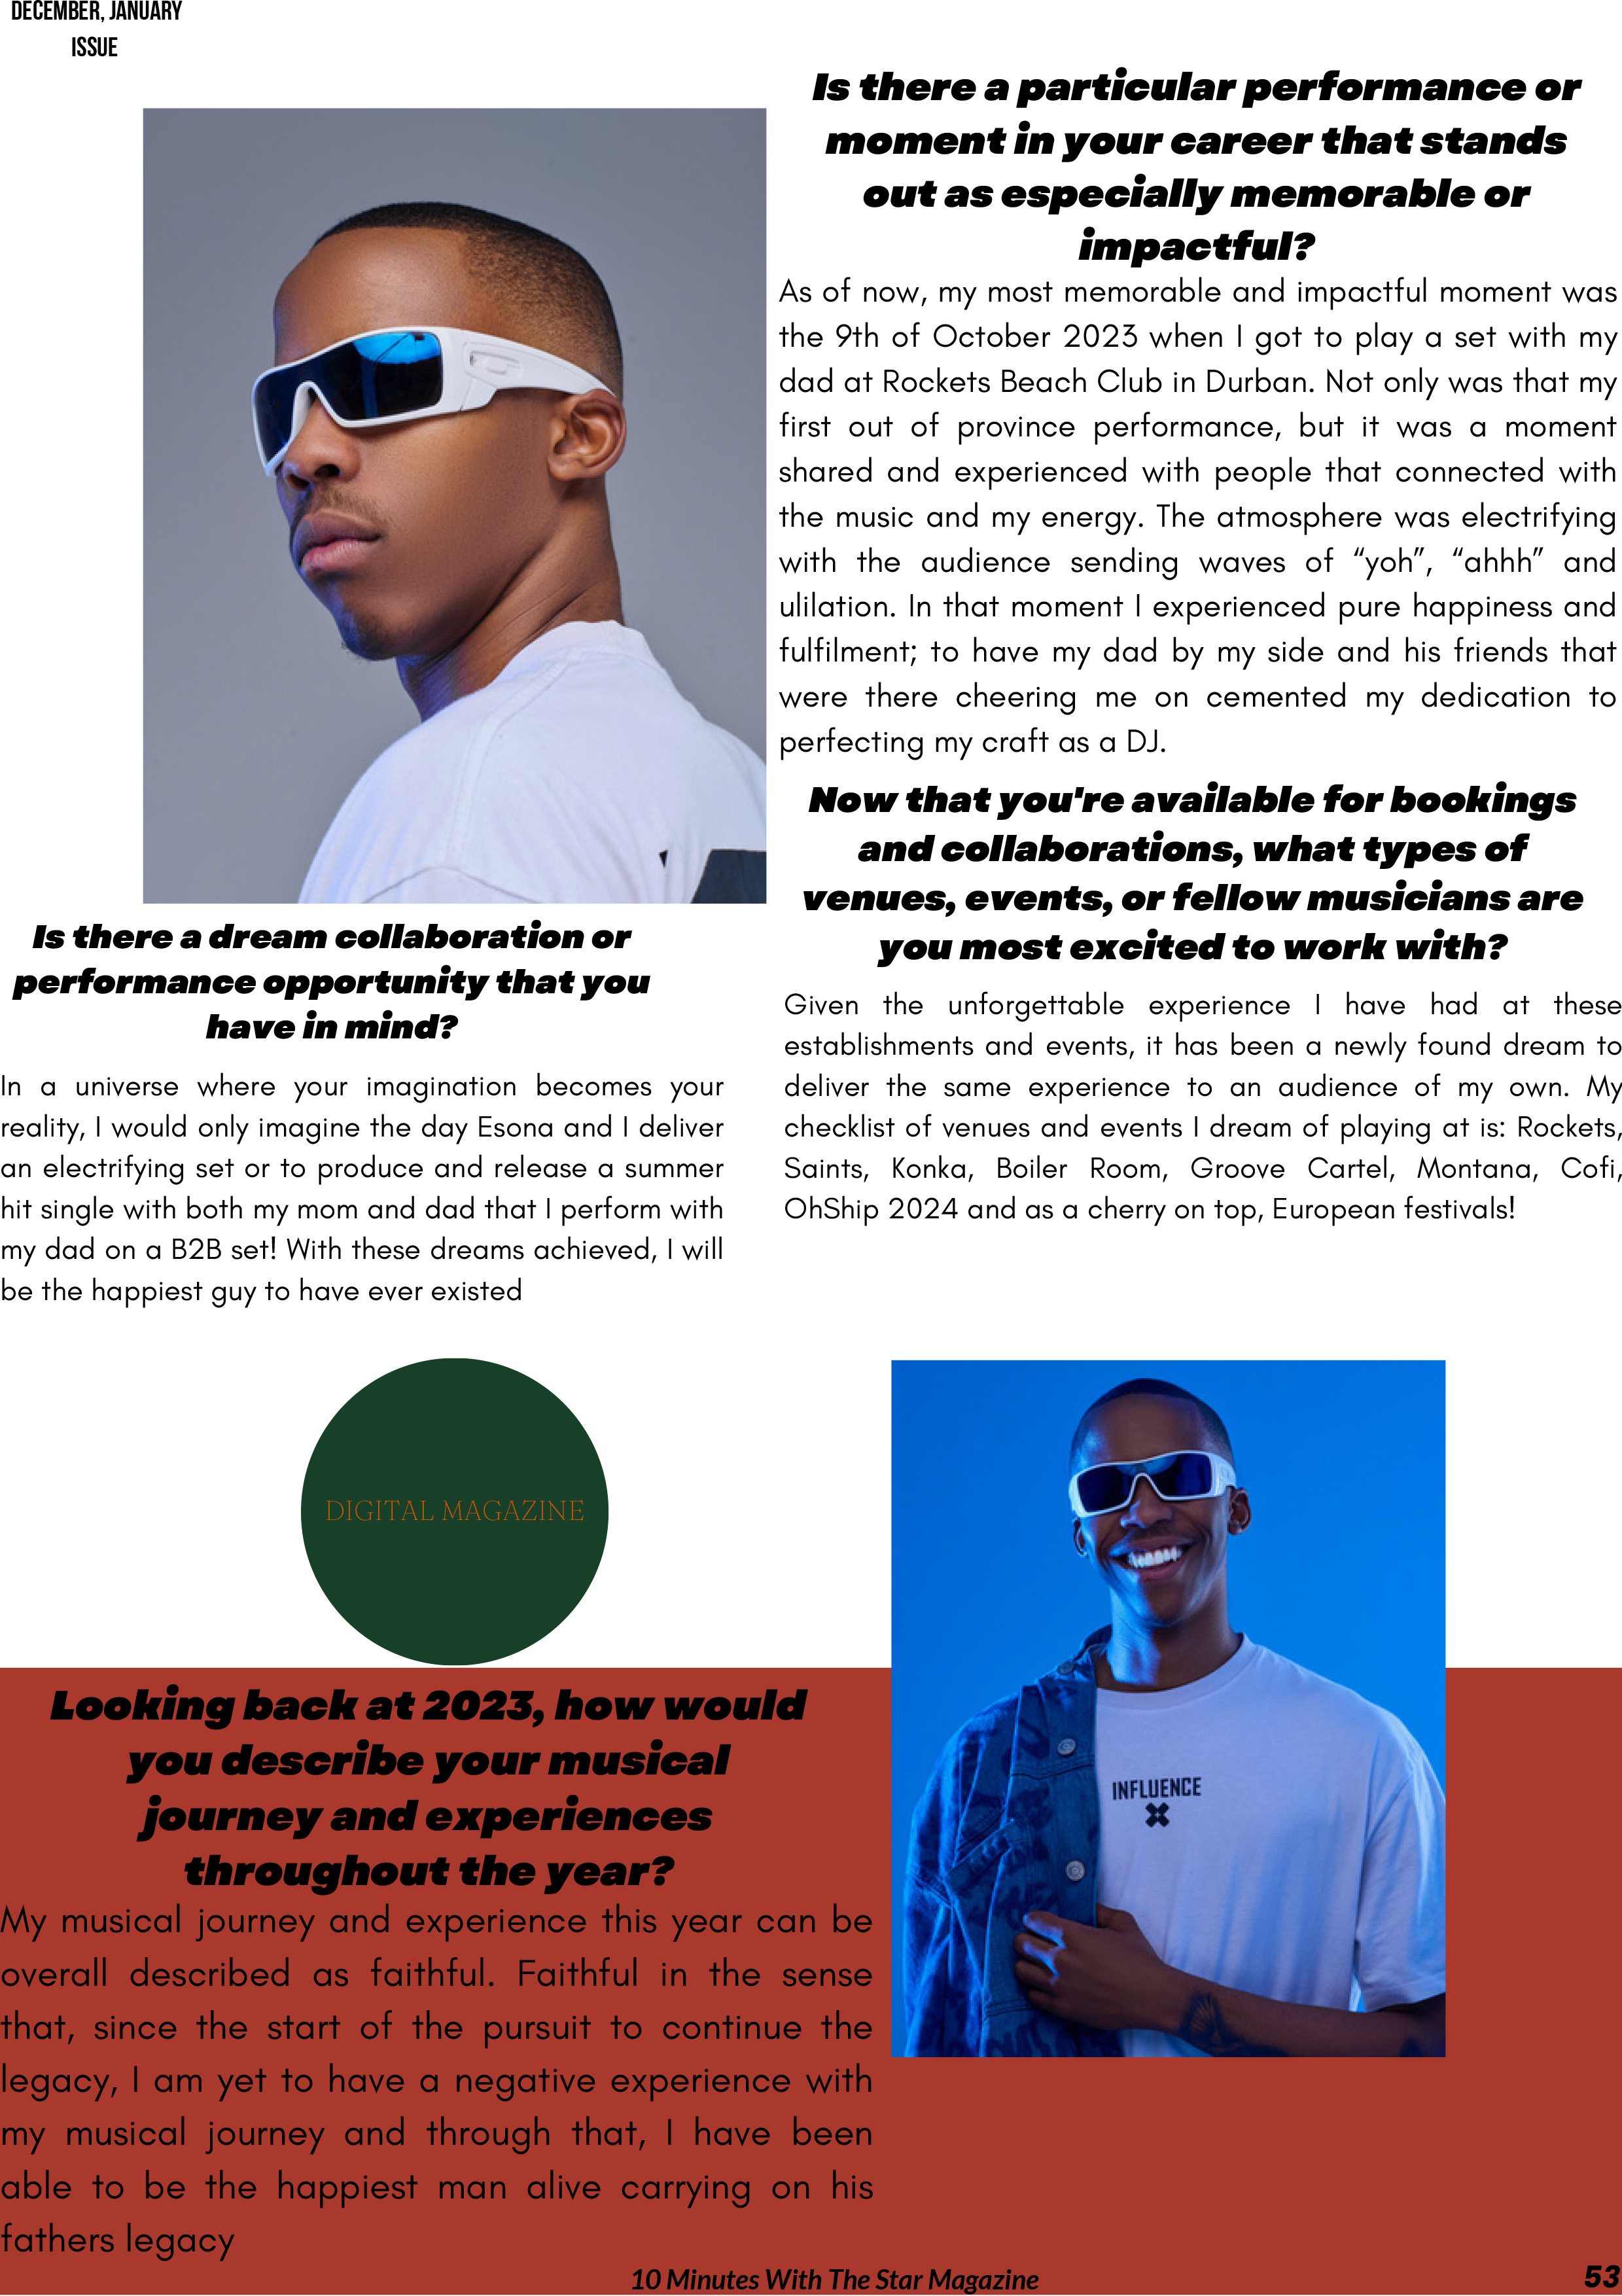 DECEMBER, JANUARY
ISSUE
Is there a particular performance or
moment in your career that stands
out as especially memorable or
impactful?
As of now, my most memorable and impactful moment was
the 9th of October 2023 when I got to play a set with my
dad at Rockets Beach Club in Durban. Not only was that my
first out of province performance, but it was a moment
shared and experienced with people that connected with
the music and my energy. The atmosphere was electrifying
with the audience sending waves of “yoh”, “ahhh” and
ulilation. In that moment I experienced pure happiness and
fulfilment; to have my dad by my side and his friends that
were there cheering me on cemented my dedication to
perfecting my craft as a DJ.
Now that you're available for bookings
and collaborations, what types of
venues, events, or fellow musicians are
you most excited to work with?
Given the unforgettable experience I have had at these
establishments and events, it has been a newly found dream to
deliver the same experience to an audience of my own. My
checklist of venues and events I dream of playing at is: Rockets,
Saints, Konka, Boiler Room, Groove Cartel, Montana, Cofi,
OhShip 2024 and as a cherry on top, European festivals!
Is there a dream collaboration or
performance opportunity that you
have in mind?
In a universe where your imagination becomes your
reality, I would only imagine the day Esona and I deliver
an electrifying set or to produce and release a summer
hit single with both my mom and dad that I perform with
my dad on a B2B set! With these dreams achieved, I will
be the happiest guy to have ever existed
DIGITAL MAGAZINE
INFLUENCE
Looking back at 2023, how would
you describe your musical
journey and experiences
throughout the year?
My musical journey and experience this year can be
overall described as faithful. Faithful in the sense
that, since the start of the pursuit to continue the
legacy, I am yet to have a negative experience with
my musical journey and through that, I have been
able to be the happiest man alive carrying on his
fathers legacy
10 Minutes With The Star Magazine
53